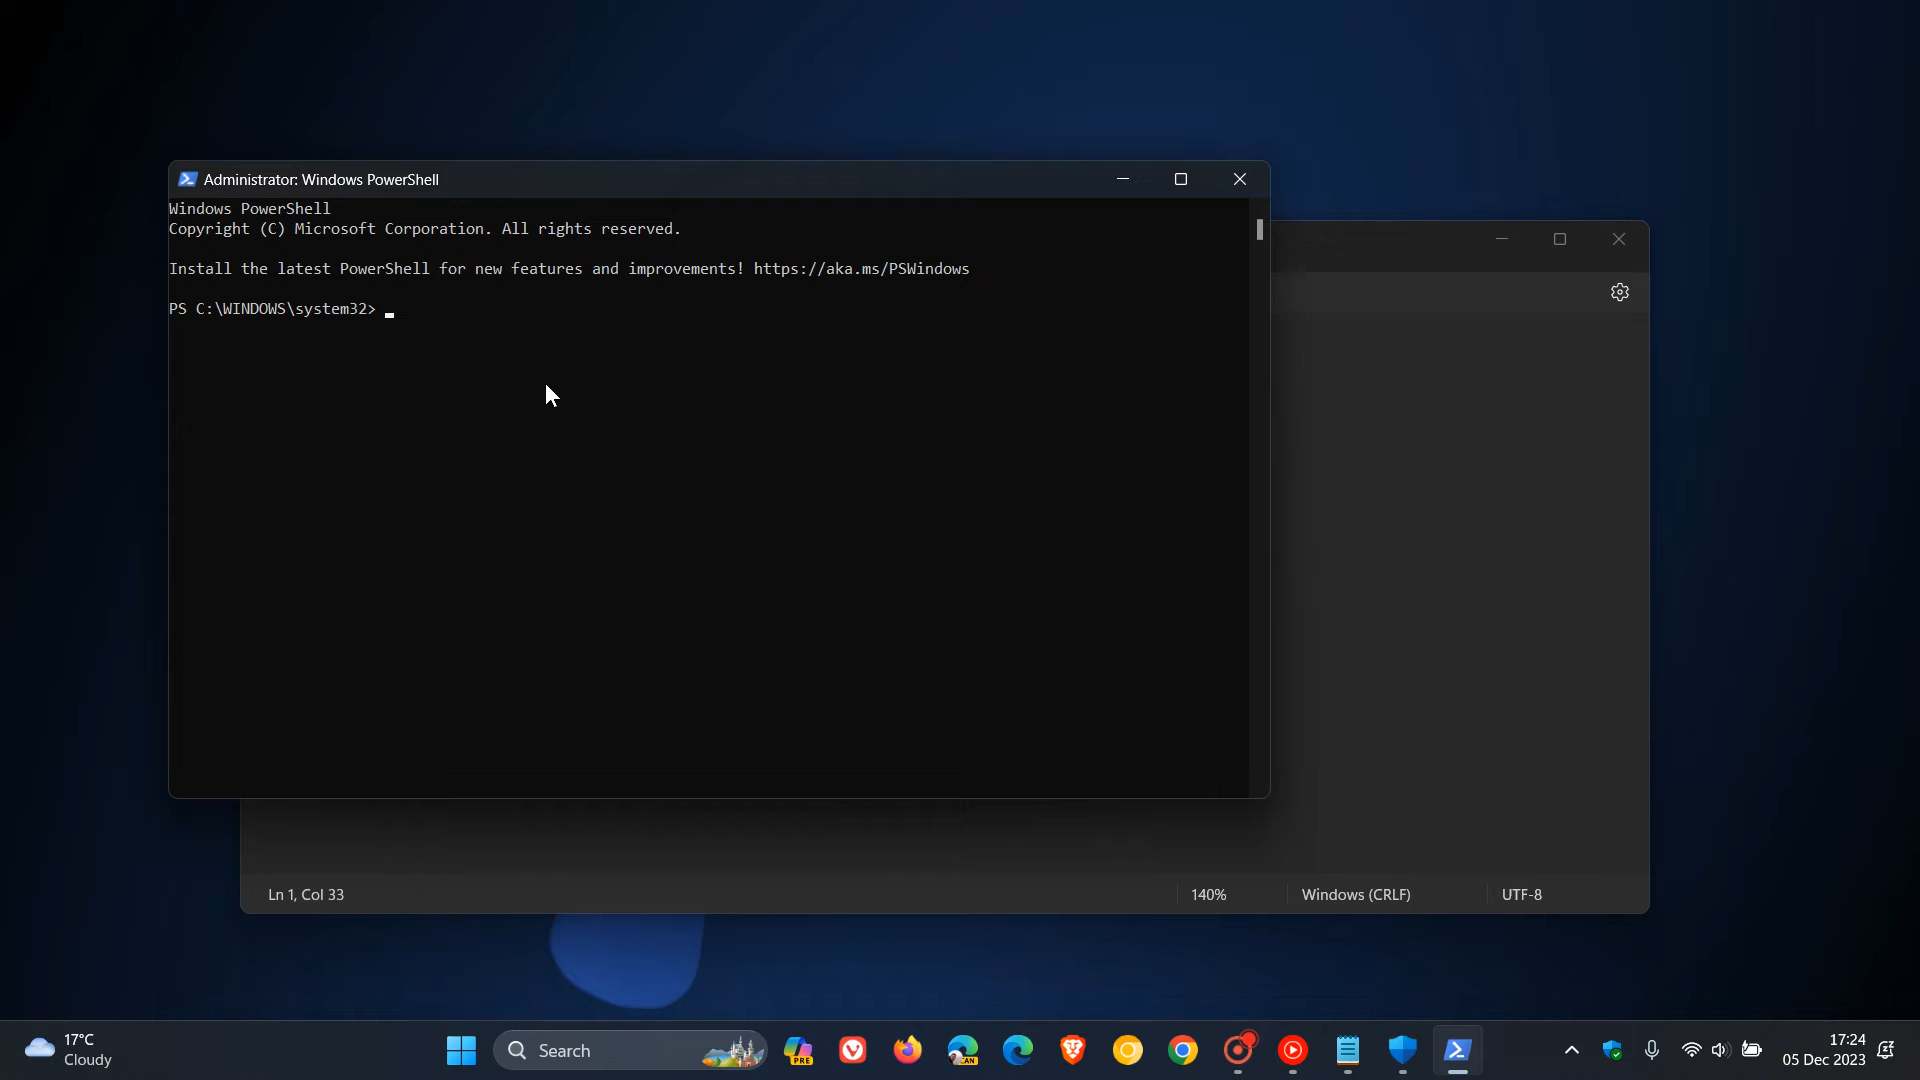 Administrator: Windows PowerShell
Windows PowerShell
Copyright (C) Microsoft Corporation. All rights reserved.
Install the latest PowerShell for new features and improvements! https://aka.ms/PSWindows
PS C:\WINDOWS\system32>
Ln 1, Col 33
140%
Windows (CRLF)
UTF-8
17°C
Cloudy
Search
PRE
CAN
17:24
05 Dec 2023